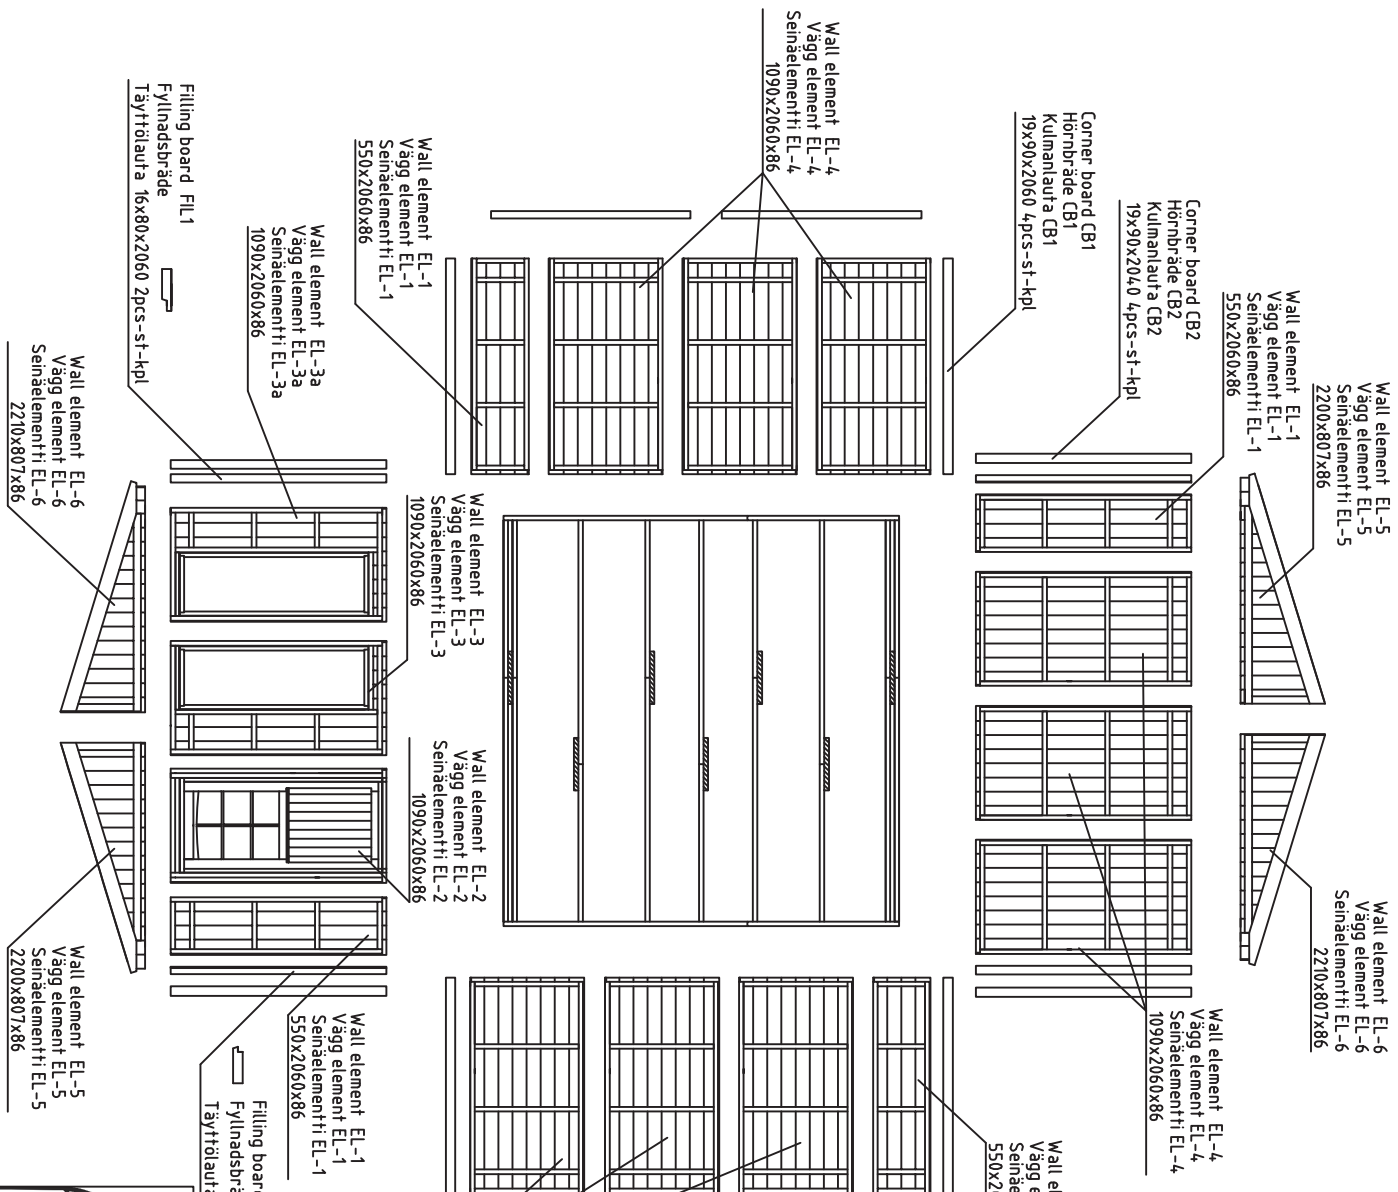 Wall element EL-5
Vägg element EL-5
Seinäelementti EL-5
2200x807x86
Wall element EL-6
Vägg element EL-6
Seinäelementti EL-6
2210x807x86
Wall element EL-1
Vägg element EL-1
Seinäelementti EL-1
550x2060x86
Corner board CB2
Hörnbräde CB2
Kulmanlauta CB2
19x90x2040 4pcs-st-kpl
Wall element EL-4
Vägg element EL-4
Seinäelementti EL-4
1090x2060x86
Corner board CB1
Hörnbräde CB1
Kulmanlauta CB1
19x90x2060 4pcs-st-kpl
Wall element EL-4
Vägg element EL-4
Seinäelementti EL-4
1090x2060x86
Wall
Vägg
550x2
Wall element EL-1
Vägg element EL-1
Seinäelementti EL-1
550x2060x86
Wall element EL-3
Vägg element EL-3
Seinäelementti EL-3
1090x2060x86
Wall element EL-2
Vägg element EL-2
Seinäelementti EL-2
1090x2060x86
Wall element EL-3a
Vägg element EL-3a
Seinäelementti EL-3a
1090x2060x86
Wall element EL-1
Vägg element EL-1
Seinäelementti EL-1
550x2060x86
Filling board FIL1
Fyllnadsbräde
Täyttölauta 16x80x2060 2pcs-st-kpl
Filling board
Fyllnadsbrä
Täyttölauta
Wall element EL-6
Vägg element EL-6
Seinäelementti EL-6
2210x807x86
Wall element EL-5
Vägg element EL-5
Seinäelementti EL-5
2200x807x86